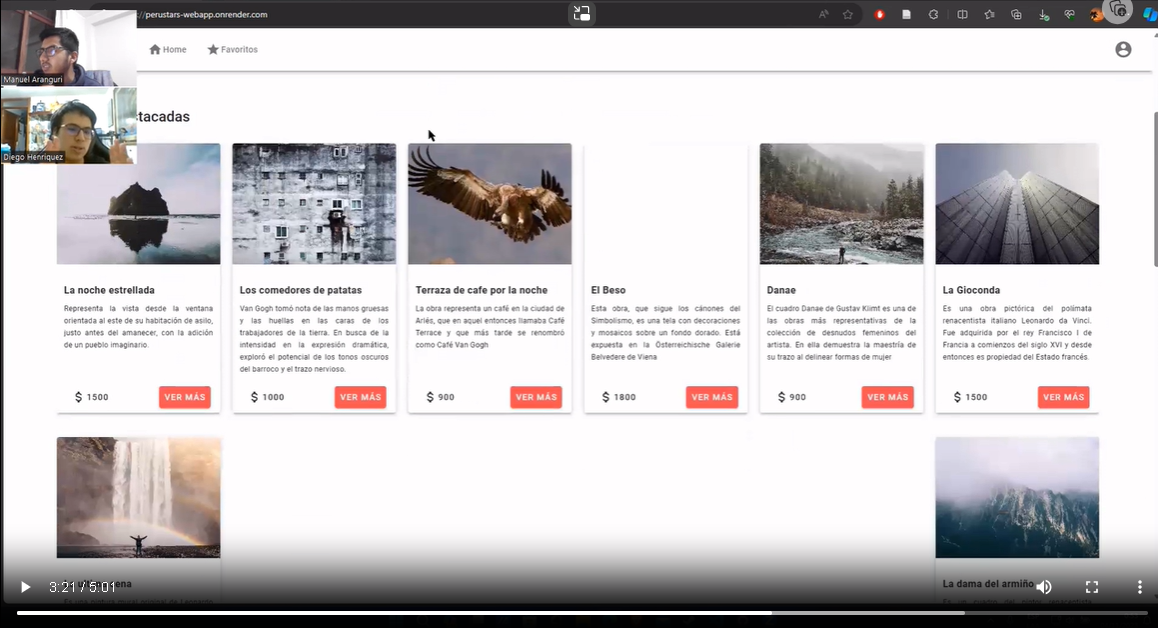 //perustars-webapp.onrender.com
Home
Favoritos
Manuel Aranguri
Diego Henriquez
tacadas
La noche estrellada
Representa la vista desde la ventana
orientada al este de su habitación de asilo,
justo antes del amanecer, con la adición
de un pueblo imaginario.
$ 1500
VER MÁS
Los comedores de patatas
Van Gogh tomó nota de las manos gruesas
y las huellas en las caras de los
trabajadores de la tierra. En busca de la
intensidad en la expresión dramática,
exploró el potencial de los tonos oscuros
del barroco y el trazo nervioso.
$ 1000
VER MÁS
Terraza de cafe por la noche
La obra representa un café en la ciudad de
Arlés, que en aquel entonces llamaba Café
Terrace y que más tarde se renombró
como Café Van Gogh
$ 900
VER MÁS
El Beso
Esta obra, que sigue los cánones del
Simbolismo, es una tela con decoraciones
y mosaicos sobre un fondo dorado. Está
expuesta en la Österreichische Galerie
Belvedere de Viena
$ 1800
VER MÁS
Danae
El cuadro Danae de Gustav Klimt es una de
las obras más representativas de la
colección de desnudos femeninos del
artista. En ella demuestra la maestría de
su trazo al delinear formas de mujer
$ 900
VER MÁS
La Gioconda
Es una obra pictórica del polímata
renacentista italiano Leonardo da Vinci.
Fue adquirida por el rey Francisco I de
Francia a comienzos del siglo XVI y desde
entonces es propiedad del Estado francés.
$ 1500
VER MÁS
3:21 / 5:01
La dama del armiño